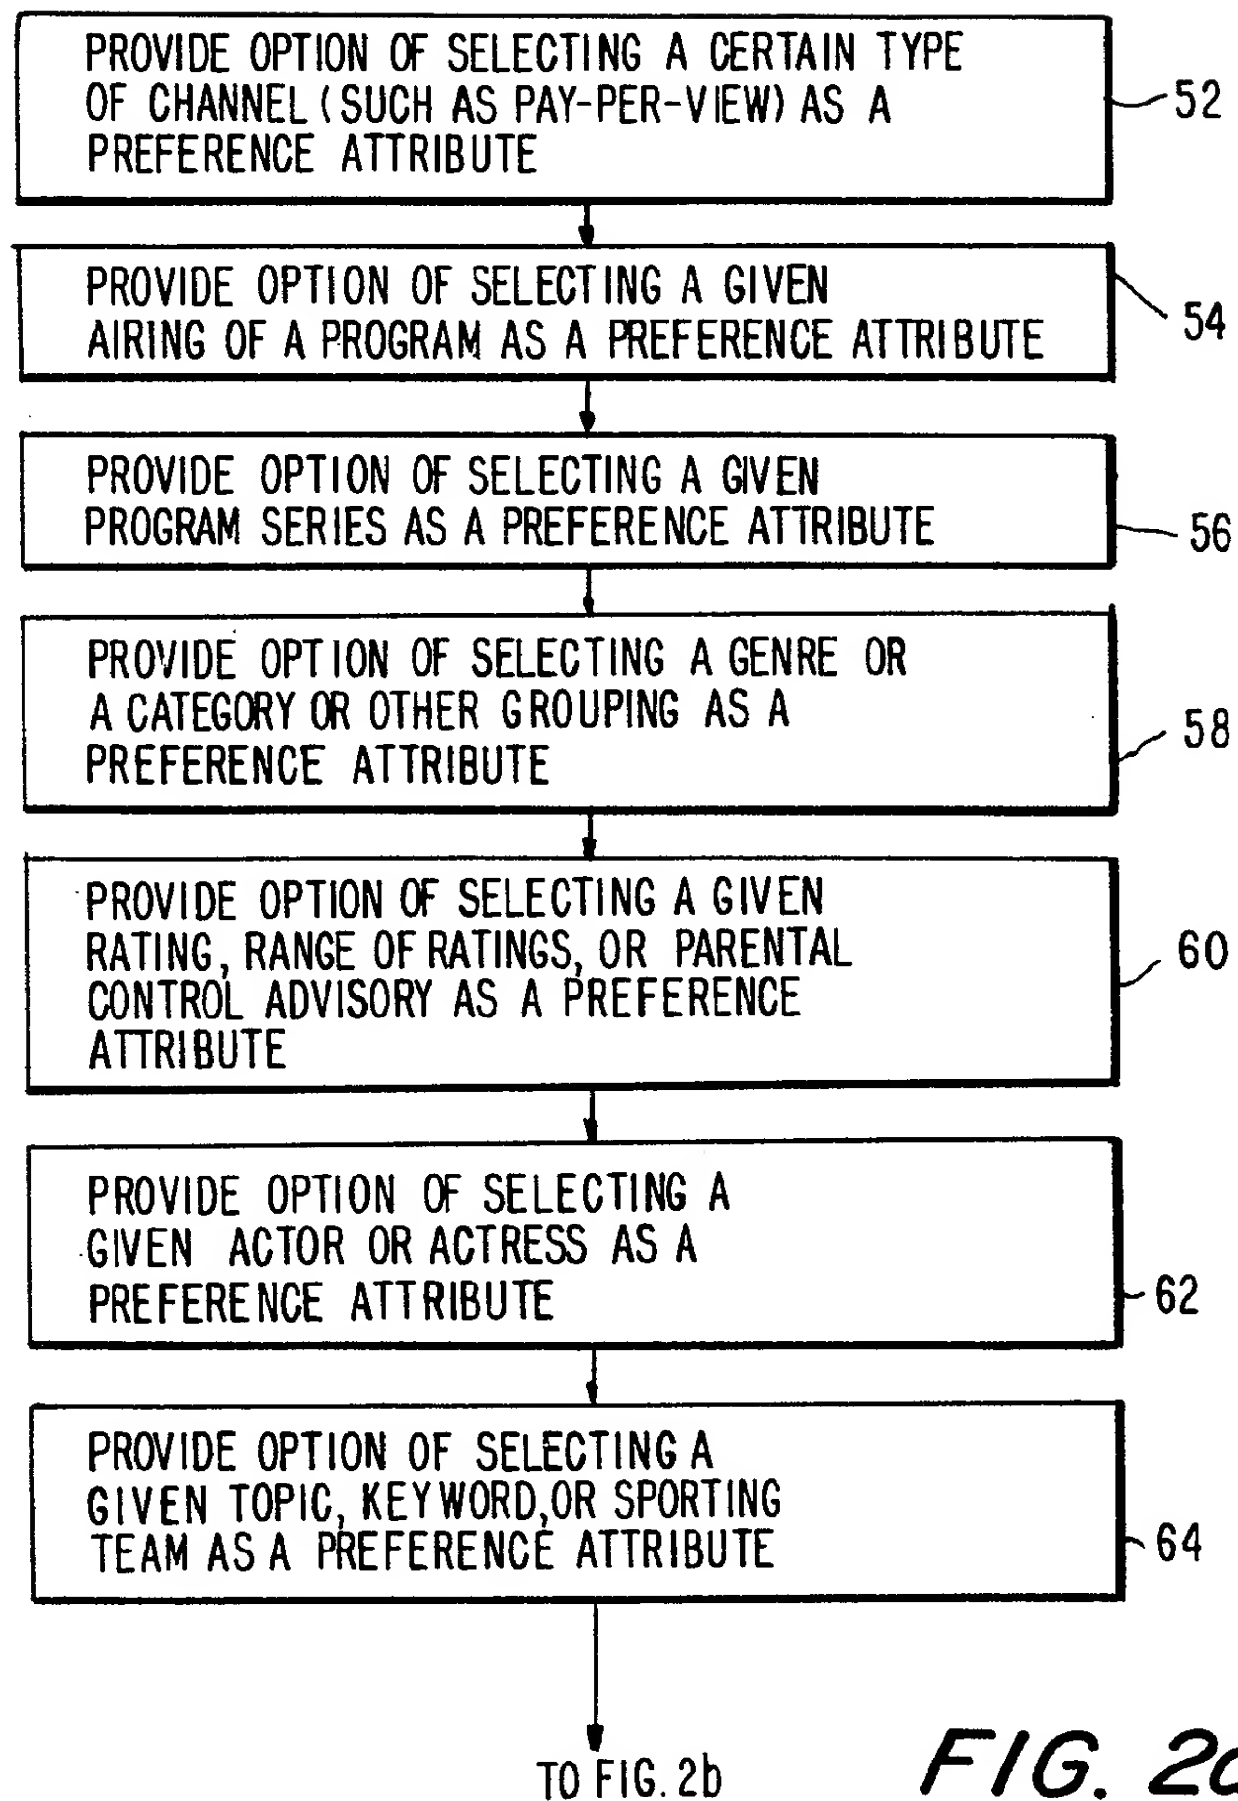 PROVIDE OPTION OF SELECTING A CERTAIN TYPE
OF CHANNEL (SUCH AS PAY-PER-VIEW) AS A
PREFERENCE ATTRIBUTE
52
PROVIDE OPTION OF SELECTING A GIVEN
AIRING OF A PROGRAM AS A PREFERENCE ATTRIBUTE
54
PROVIDE OPTION OF SELECTING A GIVEN
PROGRAM SERIES AS A PREFERENCE ATTRIBUTE
56
PROVIDE OPTION OF SELECTING A GENRE OR
A CATEGORY OR OTHER GROUPING AS A
PREFERENCE ATTRIBUTE
58
PROVIDE OPTION OF SELECTING A GIVEN
RATING, RANGE OF RATINGS, OR PARENTAL
CONTROL ADVISORY AS A PREFERENCE
ATTRIBUTE
60
PROVIDE OPTION OF SELECTING A
GIVEN ACTOR OR ACTRESS AS A
PREFERENCE ATTRIBUTE
62
PROVIDE OPTION OF SELECTING A
GIVEN TOPIC, KEYWORD, OR SPORTING
TEAM AS A PREFERENCE ATTRIBUTE
64
TO FIG. 2b
FIG.